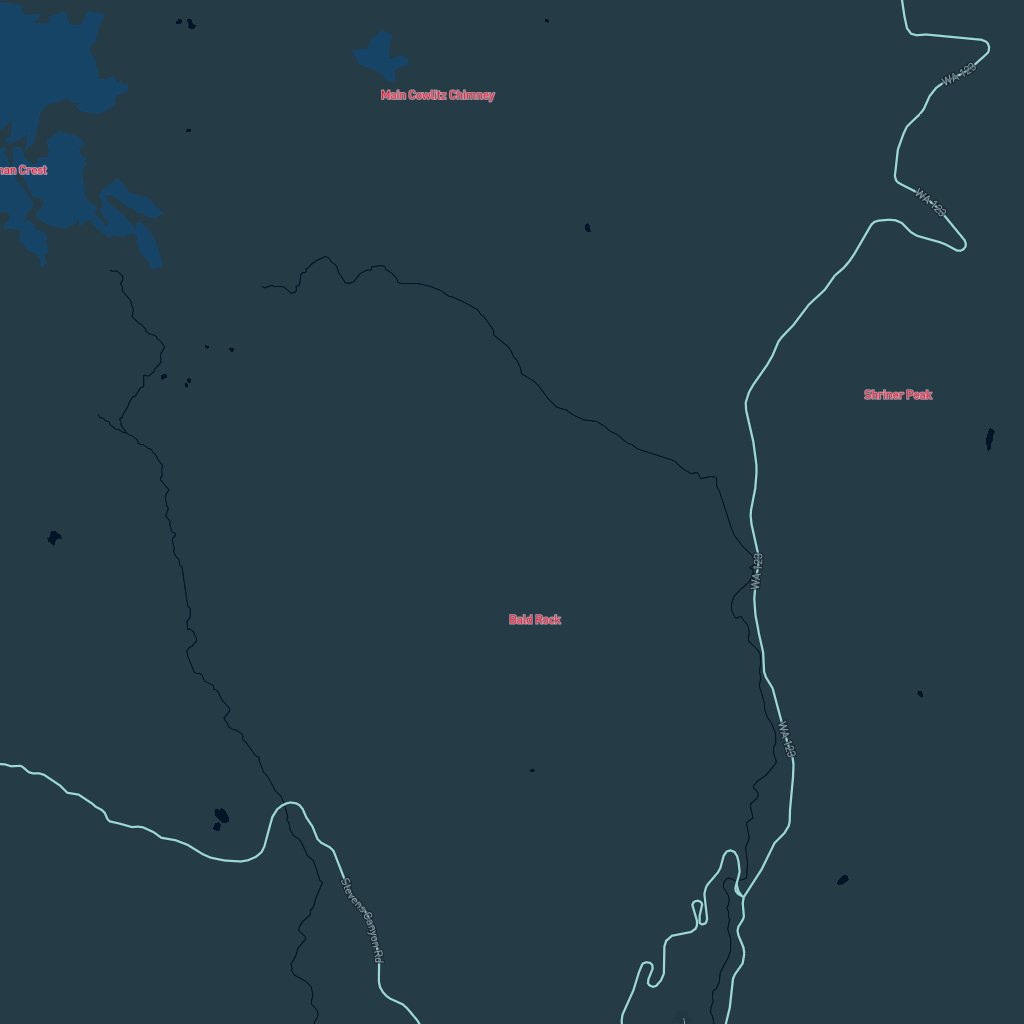 WA 123
Main Cowlitz Chimney
nan Crest
WA 123
Shriner Peak
WA 123
Bald Rock
WA 123
Stevens Canyon Rd